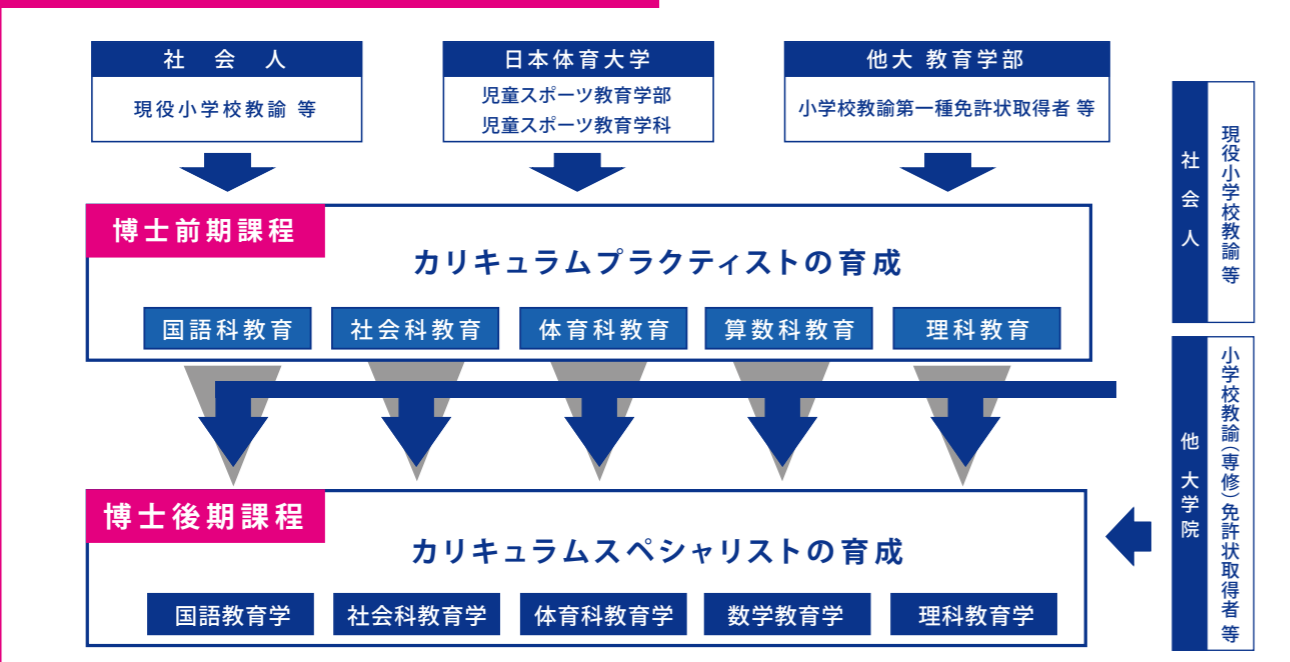 社 会 人
現役小学校教諭 等
日本体育大学
児童スポーツ教育学部
児童スポーツ教育学科
他大 教育学部
小学校教諭第一種免許状取得者 等
博士前期課程
カリキュラムプラクティストの育成
国語科教育
社会科教育
体育科教育
算数科教育
理科教育
社会人
現役小学校教諭 等
博士後期課程
カリキュラムスペシャリストの育成
国語教育学
社会科教育学
体育科教育学
数学教育学
理科教育学
他 大学院
小学校教諭（専修）免許状取得者 等